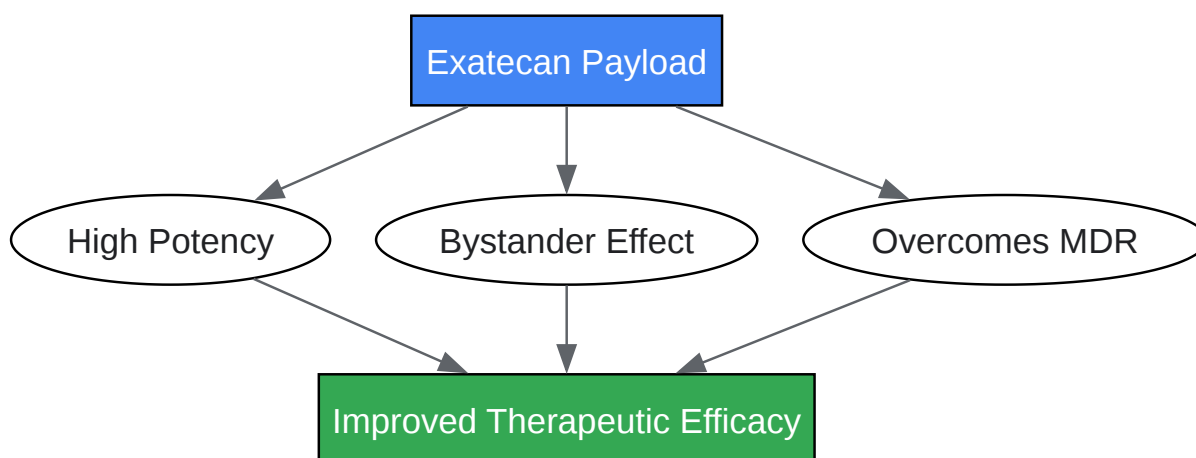 Exatecan Payload
High Potency
Bystander Effect
Overcomes MDR
Improved Therapeutic Efficacy